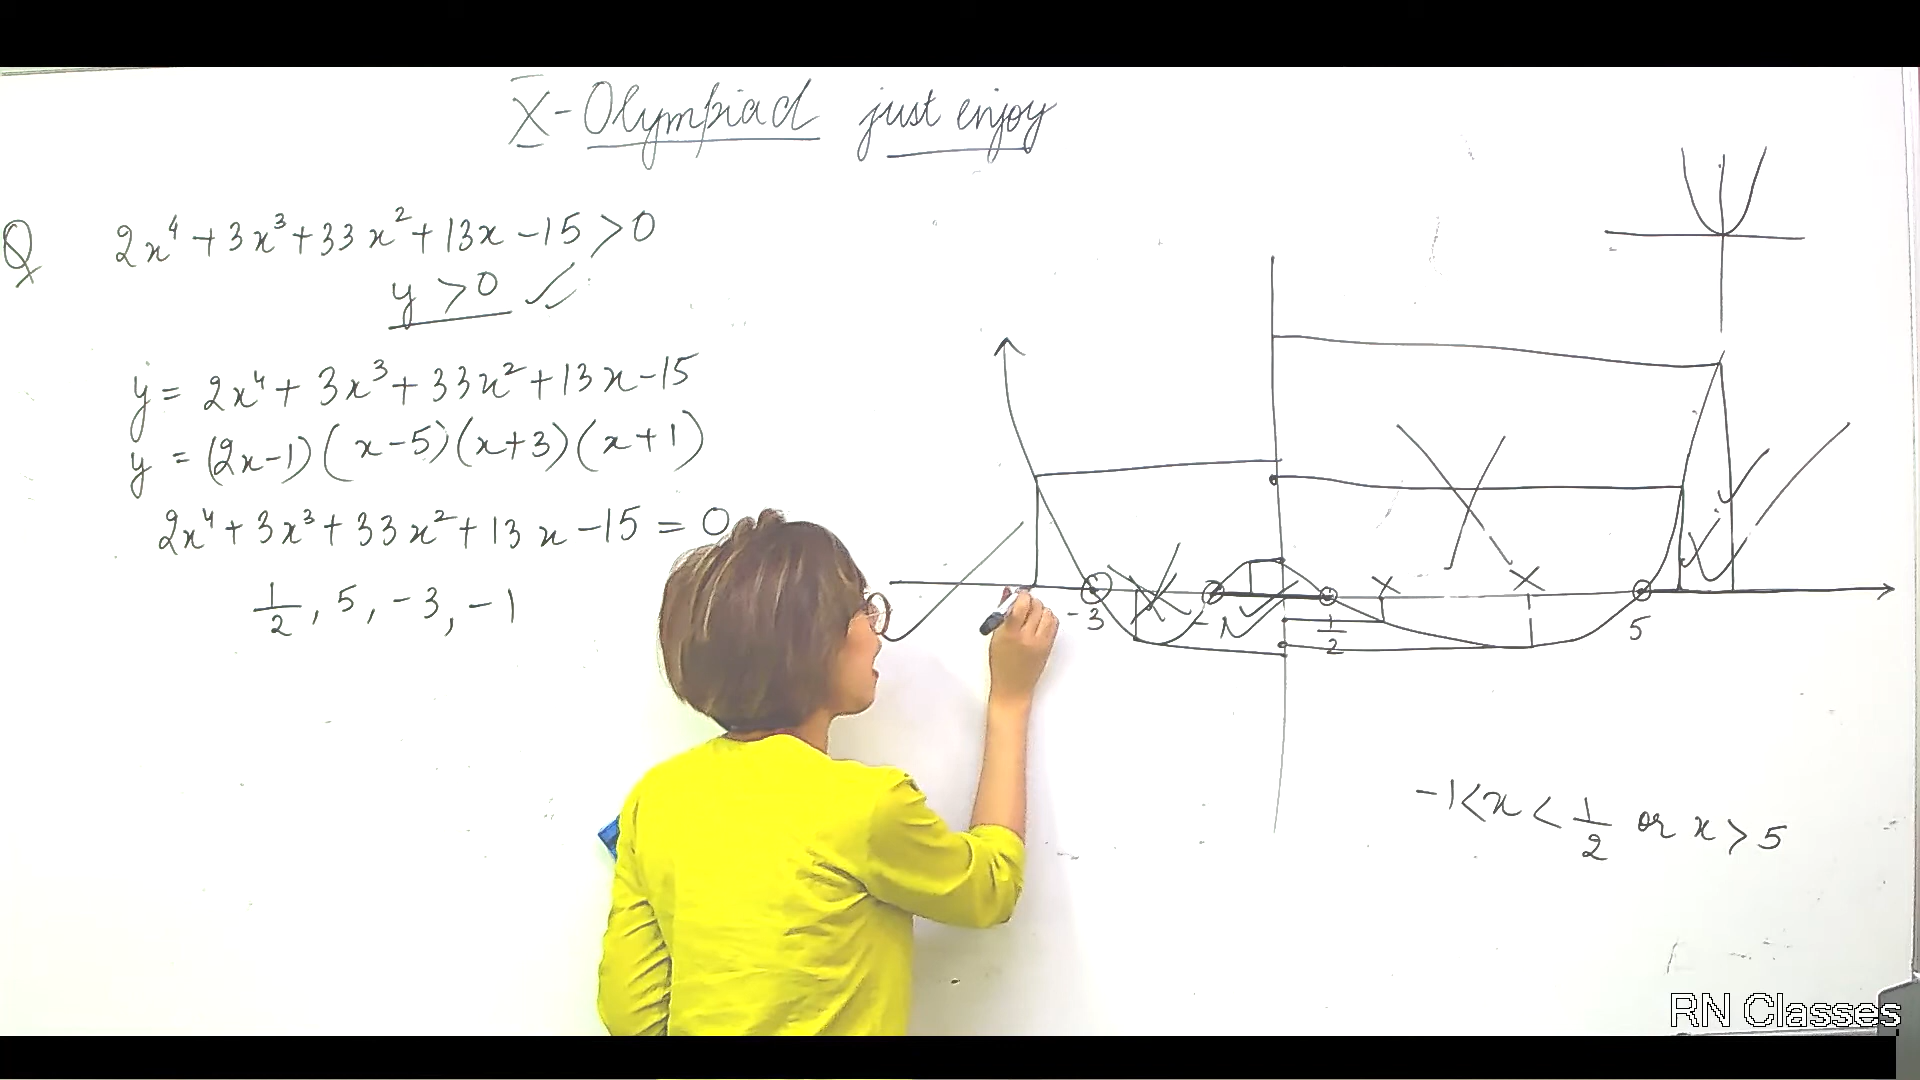 X-Olympiad just enjoy
Q 2x⁴+3x³+33x²+13x-15>0
y>0
y = 2x⁴+3x³+33x²+13x-15
y = (2x-1)(x-5)(x+3)(x+1)
2x⁴+3x³+33x²+13x-15=0
1/2, 5, -3, -1
-3 -1 1/2 5
-1<x<1/2 or x>5
RN Classes